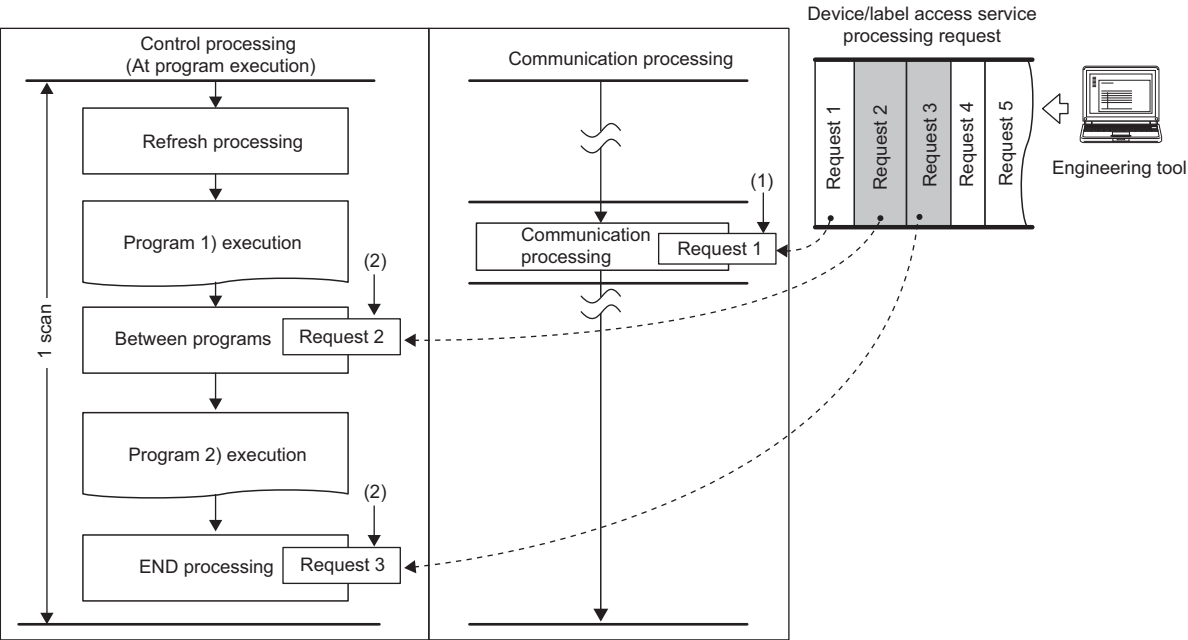 Device/label access service
processing request
Control processing
(At program execution)
Communication processing
Refresh processing
Request 1
Request 2
Request 3
Request 4
Request 5
Engineering tool
(1)
Program 1) execution
Communication
processing
Request 1
(2)
1 scan
Between programs
Request 2
Program 2) execution
(2)
END processing
Request 3